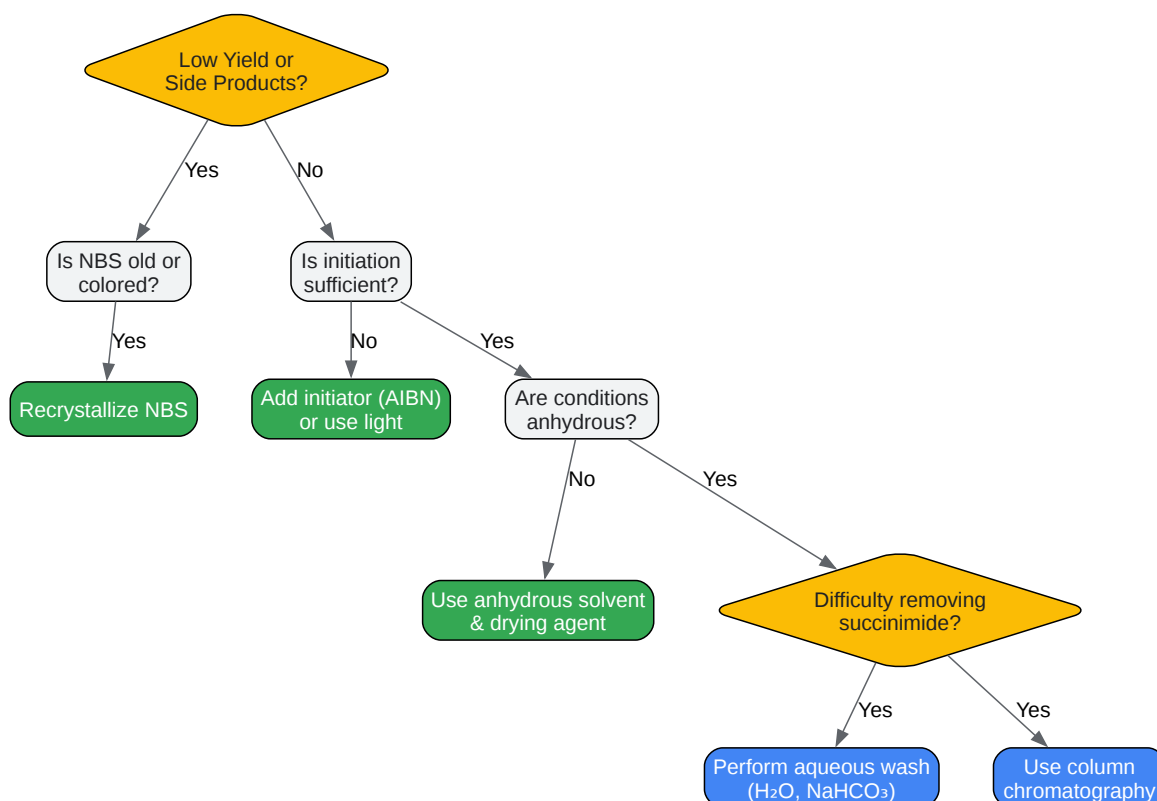 Low Yield or
Side Products?
Yes
No
Is NBS old or
colored?
Is initiation
sufficient?
Yes
No
Yes
Recrystallize NBS
Add initiator (AIBN)
or use light
Are conditions
anhydrous?
No
Yes
Use anhydrous solvent
& drying agent
Difficulty removing
succinimide?
Yes
Yes
Perform aqueous wash
(H₂O, NaHCO₃)
Use column
chromatography